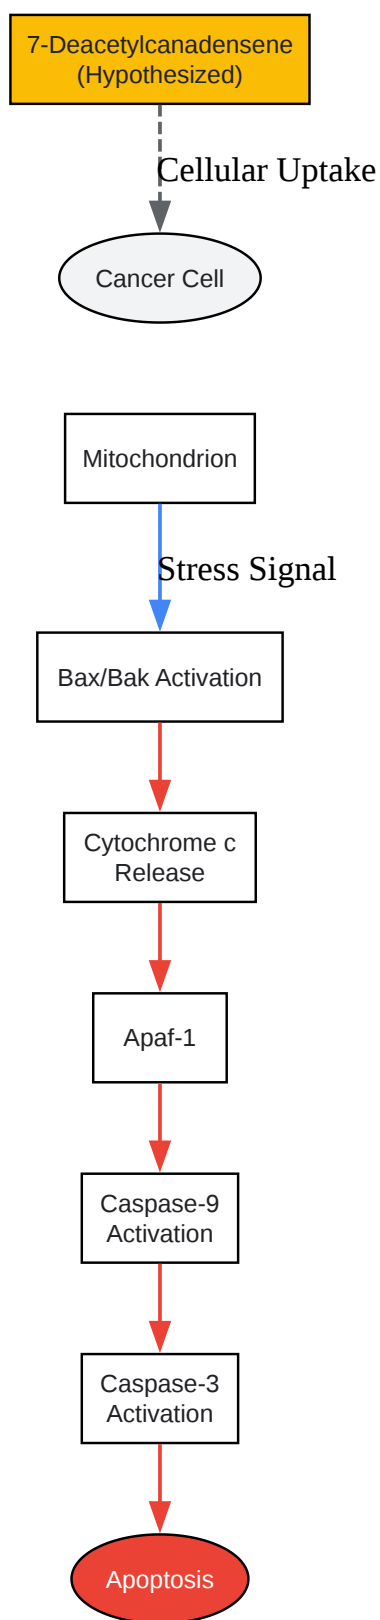 7-Deacetylcanadensene
(Hypothesized)
Cellular Uptake
Cancer Cell
Mitochondrion
Stress Signal
Bax/Bak Activation
Cytochrome c
Release
Apaf-1
Caspase-9
Activation
Caspase-3
Activation
Apoptosis